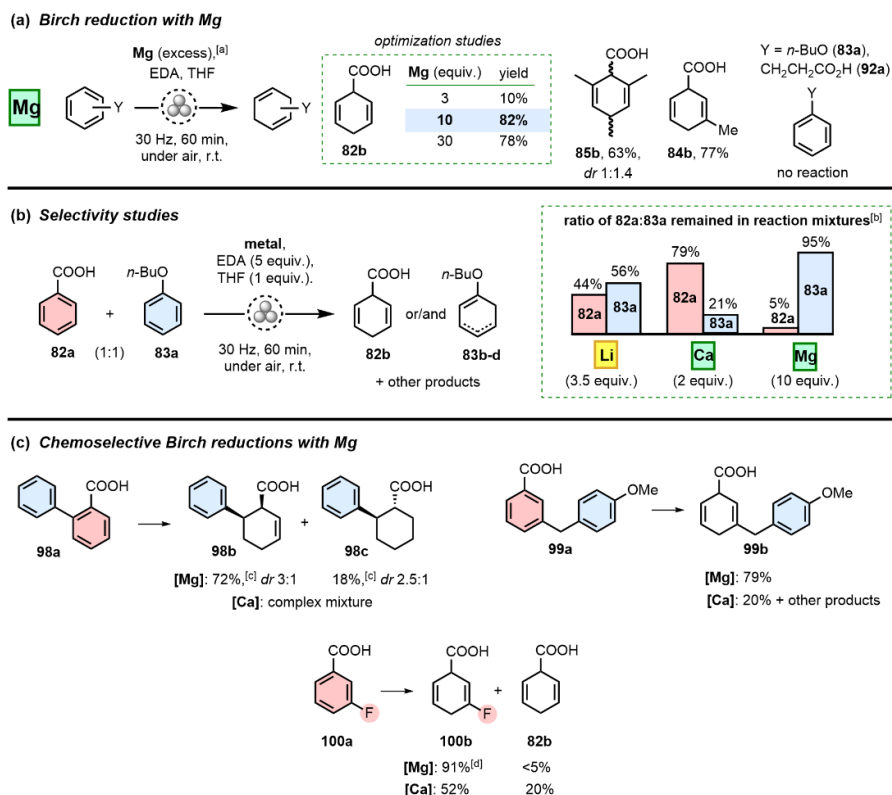 (a) Birch reduction with Mg
Mg
Y
Mg (excess),[a]
EDA, THF
30 Hz, 60 min,
under air, r.t.
Y
optimization studies
COOH
82b
Mg (equiv.) yield
3 10%
10 82%
30 78%
COOH
85b, 63%,
dr 1:1.4
COOH
Me
84b, 77%
Y = n-BuO (83a),
CH2CH2CO2H (92a)
Y
no reaction
(b) Selectivity studies
COOH
82a
+
(1:1)
n-BuO
83a
metal,
EDA (5 equiv.),
THF (1 equiv.).
30 Hz, 60 min,
under air, r.t.
COOH
82b
or/and
n-BuO
83b-d
+ other products
ratio of 82a:83a remained in reaction mixtures[b]
44% 56% 79% 21% 5% 95%
82a 83a 82a 83a 82a 83a
Li Ca Mg
(3.5 equiv.) (2 equiv.) (10 equiv.)
(c) Chemoselective Birch reductions with Mg
COOH
98a
COOH
98b
+
COOH
98c
[Mg]: 72%,[c] dr 3:1 18%,[c] dr 2.5:1
[Ca]: complex mixture
COOH
OMe
99a
COOH
OMe
99b
[Mg]: 79%
[Ca]: 20% + other products
COOH
F
100a
COOH
F
100b
+
COOH
82b
[Mg]: 91%[d] <5%
[Ca]: 52% 20%